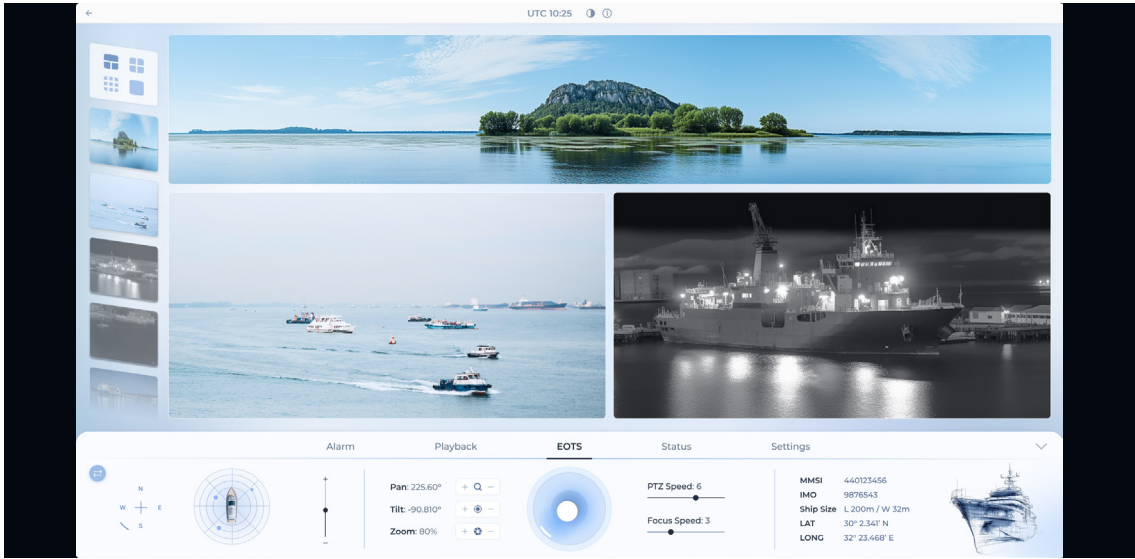 UTC 10:25
Alarm Playback EOTS Status Settings
N
W E
S
Pan: 225.60°
Tilt: -90.810°
Zoom: 80%
PTZ Speed: 6
Focus Speed: 3
MMSI 440123456
IMO 9876543
Ship Size L 200m / W 32m
LAT 30° 2.341' N
LONG 32° 23.468' E